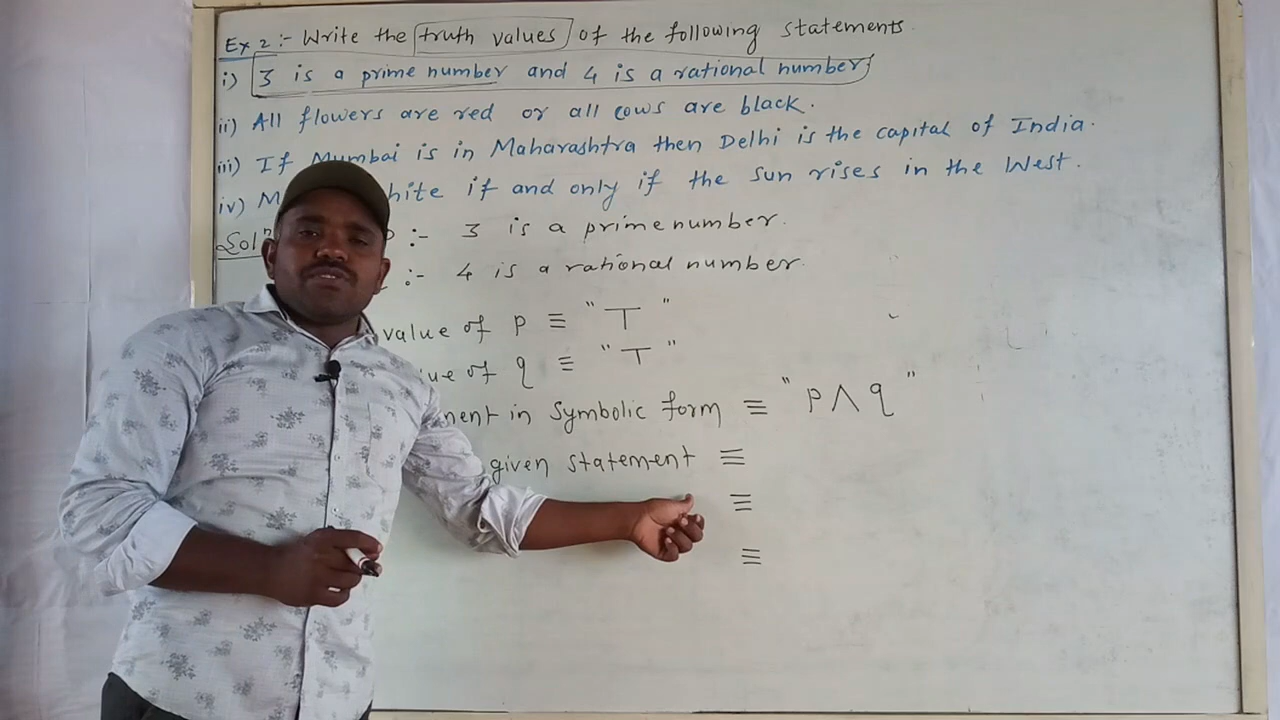 Ex 2 :- Write the truth values of the following statements.
i) 3 is a prime number and 4 is a rational number
ii) All flowers are red or all cows are black.
iii) If Mumbai is in Maharashtra then Delhi is the capital of India.
iv) if and only if the sun rises in the West.
Solⁿ :- 3 is a prime number.
:- 4 is a rational number.
value of p ≡ "T"
of q ≡ "T"
in symbolic form ≡ "p ∧ q"
given statement ≡
≡
≡